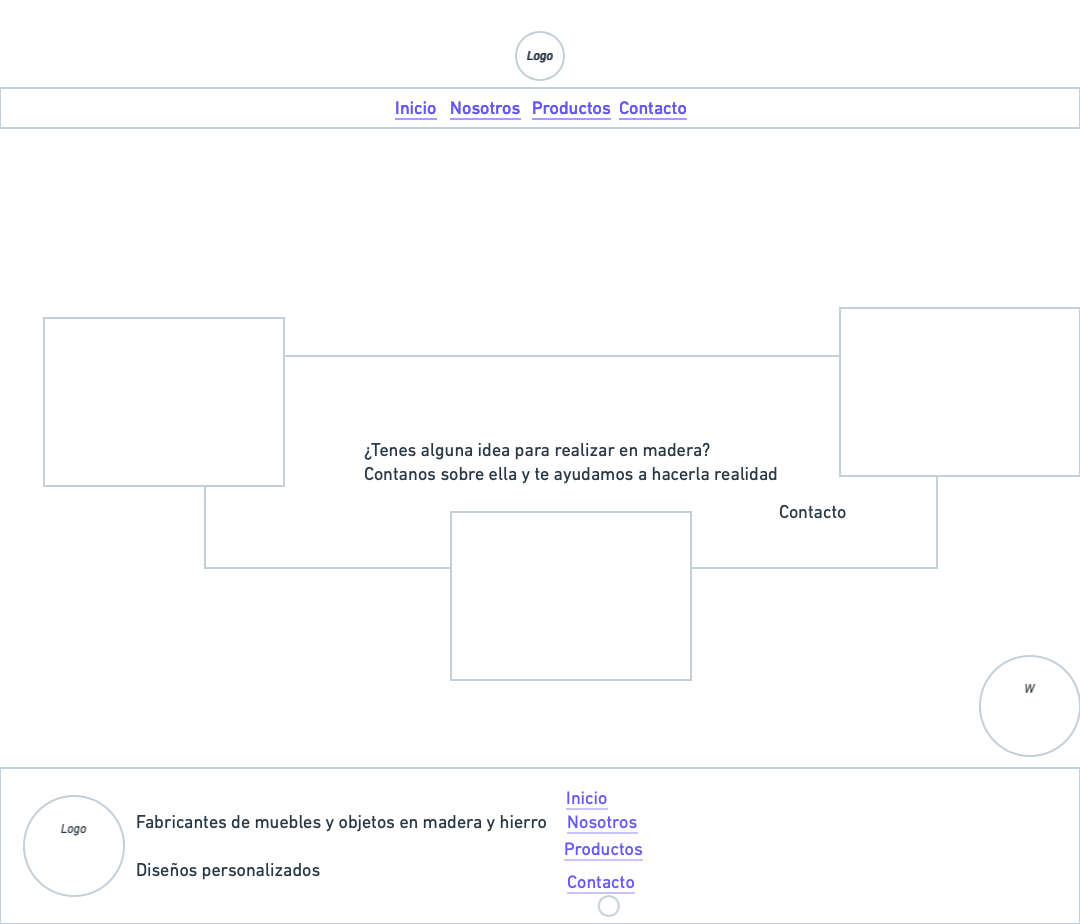 Logo
Inicio Nosotros Productos Contacto
¿Tenes alguna idea para realizar en madera?
Contanos sobre ella y te ayudamos a hacerla realidad
Contacto
W
Logo
Fabricantes de muebles y objetos en madera y hierro
Diseños personalizados
Inicio
Nosotros
Productos
Contacto